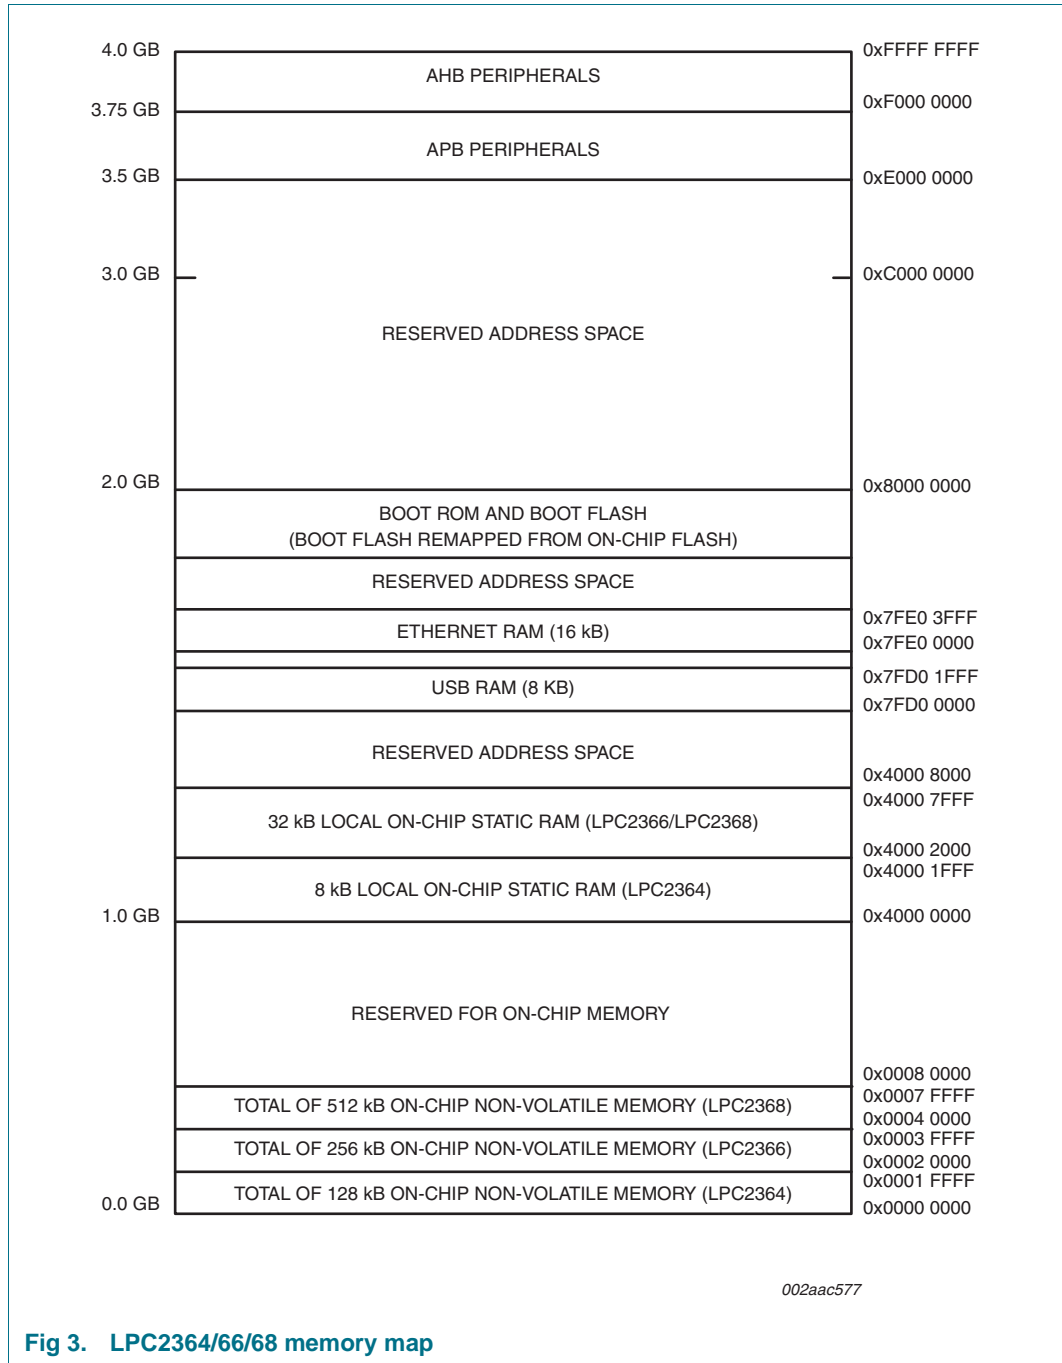 4.0 GB
0xFFFF FFFF
AHB PERIPHERALS
3.75 GB
0xF000 0000
APB PERIPHERALS
3.5 GB
0xE000 0000
3.0 GB
0xC000 0000
RESERVED ADDRESS SPACE
2.0 GB
0x8000 0000
BOOT ROM AND BOOT FLASH
(BOOT FLASH REMAPPED FROM ON-CHIP FLASH)
RESERVED ADDRESS SPACE
0x7FE0 3FFF
ETHERNET RAM (16 kB)
0x7FE0 0000
0x7FD0 1FFF
USB RAM (8 KB)
0x7FD0 0000
RESERVED ADDRESS SPACE
0x4000 8000
0x4000 7FFF
32 kB LOCAL ON-CHIP STATIC RAM (LPC2366/LPC2368)
0x4000 2000
0x4000 1FFF
8 kB LOCAL ON-CHIP STATIC RAM (LPC2364)
1.0 GB
0x4000 0000
RESERVED FOR ON-CHIP MEMORY
0x0008 0000
0x0007 FFFF
TOTAL OF 512 kB ON-CHIP NON-VOLATILE MEMORY (LPC2368)
0x0004 0000
0x0003 FFFF
TOTAL OF 256 kB ON-CHIP NON-VOLATILE MEMORY (LPC2366)
0x0002 0000
0x0001 FFFF
TOTAL OF 128 kB ON-CHIP NON-VOLATILE MEMORY (LPC2364)
0.0 GB
0x0000 0000
002aac577
Fig 3. LPC2364/66/68 memory map